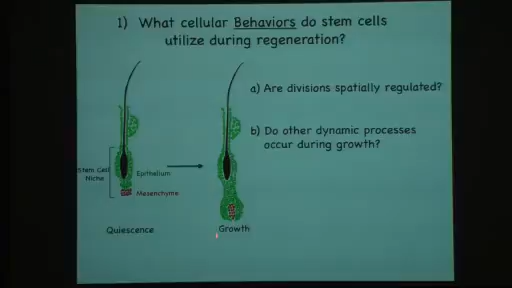 1) What cellular Behaviors do stem cells
utilize during regeneration?
a) Are divisions spatially regulated?
b) Do other dynamic processes
occur during growth?
Stem Cell
Niche
Epithelium
Mesenchyme
Quiescence
Growth